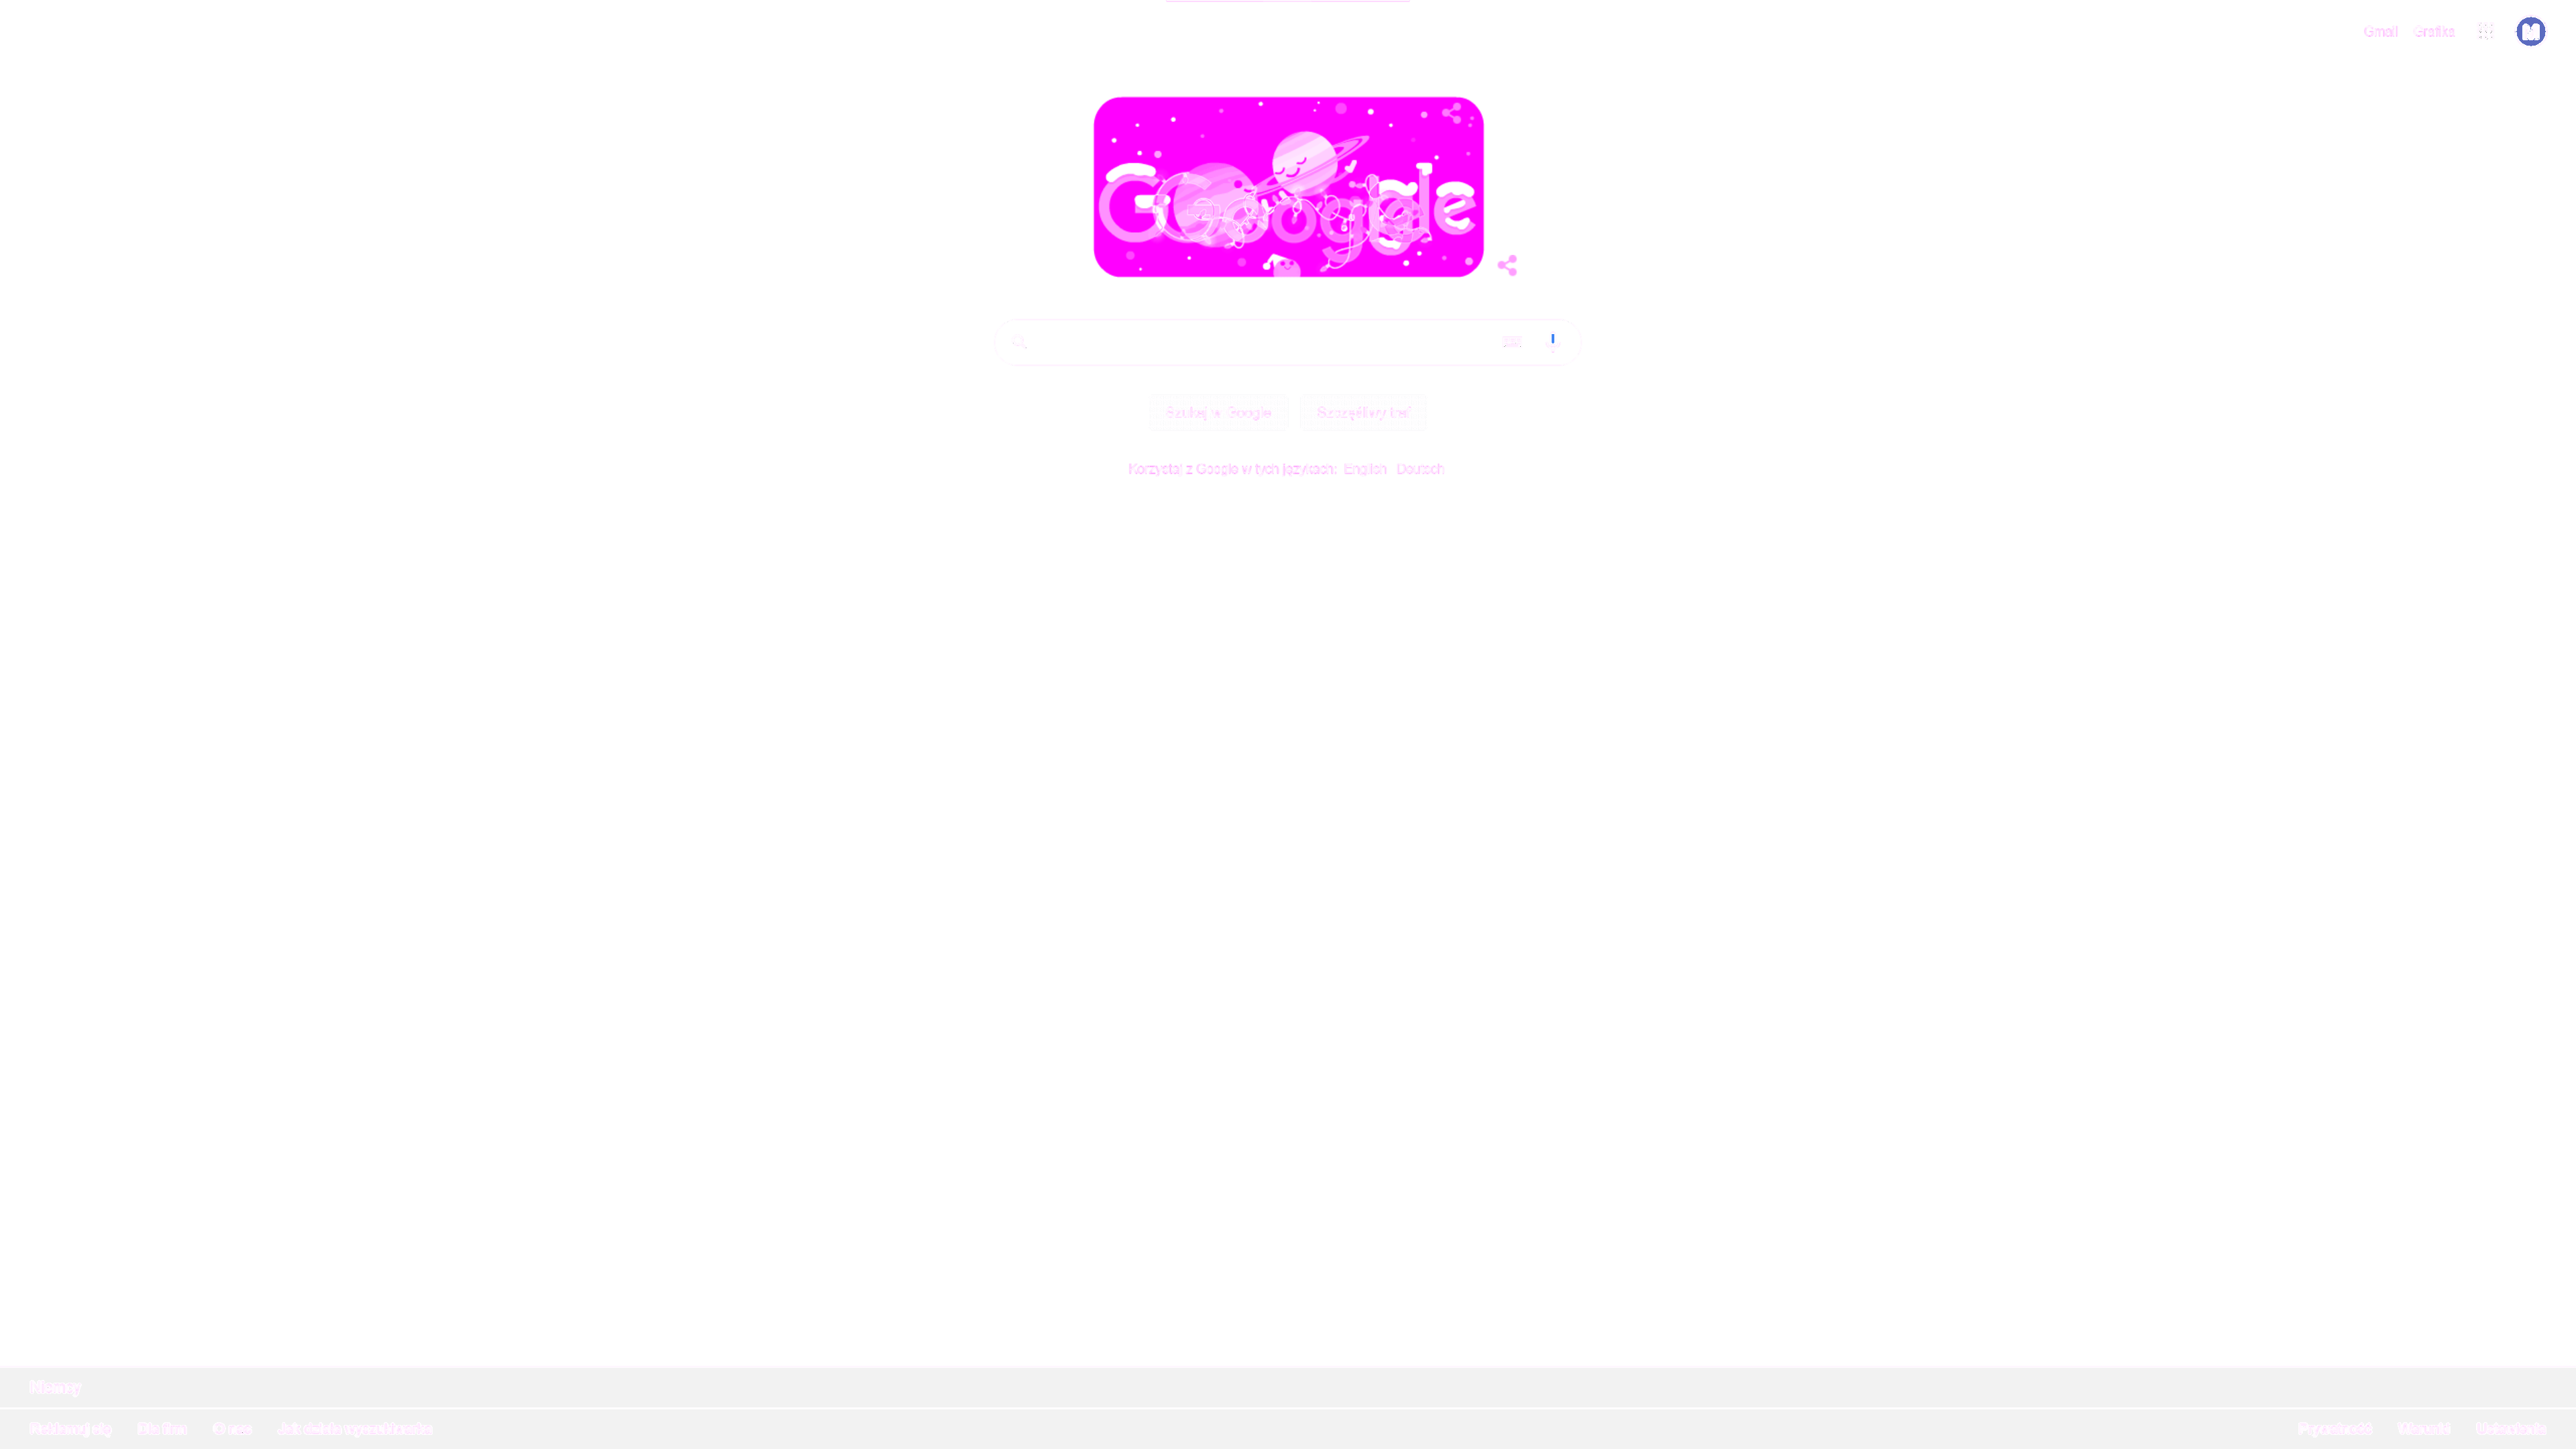 Gmail Grafika
M
Google
Szukaj w Google Szczęśliwy traf
Korzystaj z Google w tych językach: English Deutsch
Niemcy
Reklamuj się Dla firm O nas Jak działa wyszukiwarka
Prywatność Warunki Ustawienia